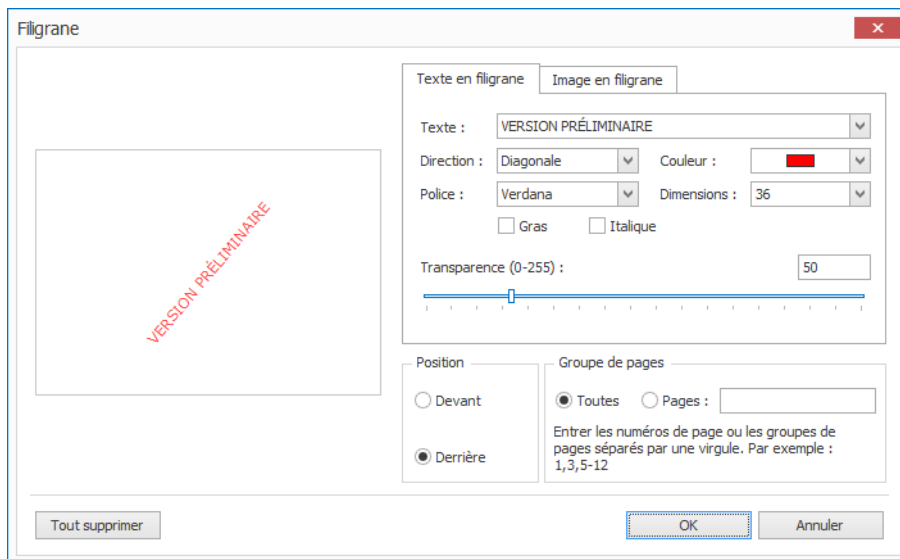 Filigrane
Texte en filigrane
Image en filigrane
Texte :
VERSION PRÉLIMINAIRE
Direction :
Diagonale
Couleur :
Police :
Verdana
Dimensions :
36
Gras
Italique
Transparence (0-255) :
50
VERSION PRÉLIMINAIRE
Position
Devant
Derrière
Groupe de pages
Toutes
Pages :
Entrer les numéros de page ou les groupes de
pages séparés par une virgule. Par exemple :
1,3,5-12
Tout supprimer
OK
Annuler